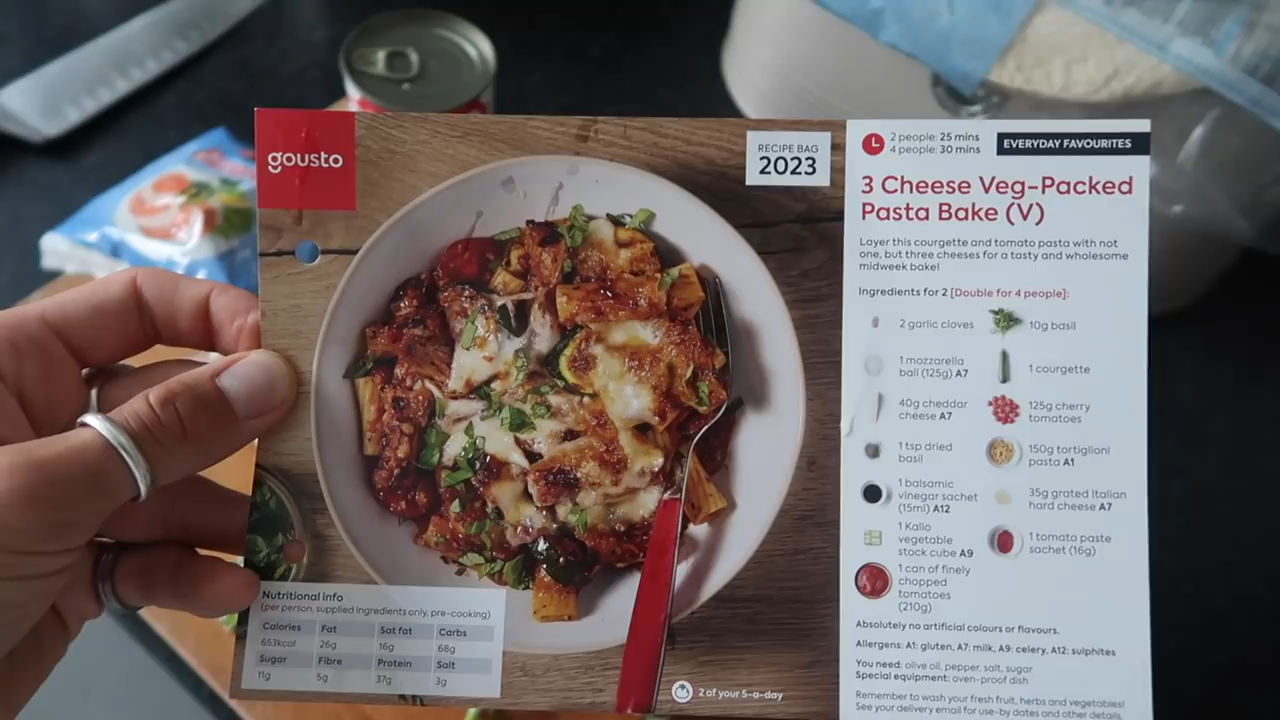 gousto
RECIPE BAG
2023
Nutritional info
(per person, supplied ingredients only, pre-cooking)
Calories Fat Sat fat Carbs
653kcal 26g 16g 68g
Sugar Fibre Protein Salt
11g 5g 37g 3g
2 of your 5-a-day
2 people: 25 mins
4 people: 30 mins
EVERYDAY FAVOURITES
3 Cheese Veg-Packed
Pasta Bake (V)
Layer this courgette and tomato pasta with not
one, but three cheeses for a tasty and wholesome
midweek bake!
Ingredients for 2 [Double for 4 people]:
2 garlic cloves
1 mozzarella
ball (125g) A7
40g cheddar
cheese A7
1 tsp dried
basil
1 balsamic
vinegar sachet
(15ml) A12
1 Kallo
vegetable
stock cube A9
1 can of finely
chopped
tomatoes
(210g)
10g basil
1 courgette
125g cherry
tomatoes
150g tortiglioni
pasta A1
35g grated Italian
hard cheese A7
1 tomato paste
sachet (16g)
Absolutely no artificial colours or flavours.
Allergens: A1: gluten, A7: milk, A9: celery, A12: sulphites
You need: olive oil, pepper, salt, sugar
Special equipment: oven-proof dish
Remember to wash your fresh fruit, herbs and vegetables!
See your delivery email for use-by dates and other details.